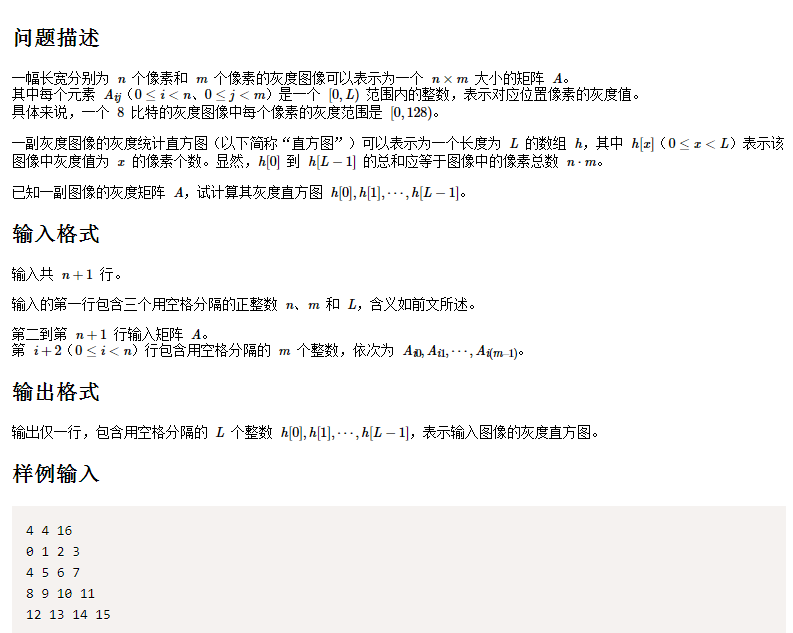 问题描述
一幅长宽分别为 n 个像素和 m 个像素的灰度图像可以表示为一个 n × m 大小的矩阵 A。
其中每个元素 Aij（0 ≤ i < n、0 ≤ j < m）是一个 [0, L) 范围内的整数，表示对应位置像素的灰度值。
具体来说，一个 8 比特的灰度图像中每个像素的灰度范围是 [0, 128)。
一副灰度图像的灰度统计直方图（以下简称“直方图”）可以表示为一个长度为 L 的数组 h，其中 h[x]（0 ≤ x < L）表示该
图像中灰度值为 x 的像素个数。显然，h[0] 到 h[L − 1] 的总和应等于图像中的像素总数 n · m。
已知一副图像的灰度矩阵 A，试计算其灰度直方图 h[0], h[1], ⋯, h[L − 1]。
输入格式
输入共 n + 1 行。
输入的第一行包含三个用空格分隔的正整数 n、m 和 L，含义如前文所述。
第二到第 n + 1 行输入矩阵 A。
第 i + 2（0 ≤ i < n）行包含用空格分隔的 m 个整数，依次为 Ai0, Ai1, ⋯, Ai(m−1)。
输出格式
输出仅一行，包含用空格分隔的 L 个整数 h[0], h[1], ⋯, h[L − 1]，表示输入图像的灰度直方图。
样例输入
4 4 16
0 1 2 3
4 5 6 7
8 9 10 11
12 13 14 15